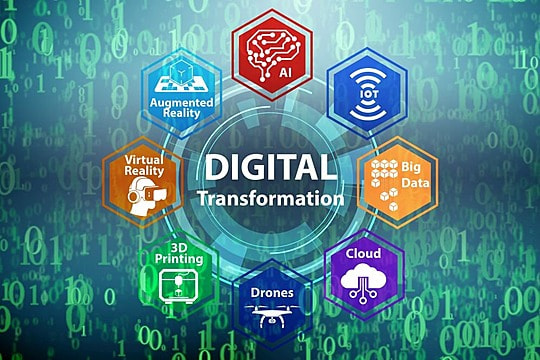 AI
Augmented
Reality
IOT
Virtual
Reality
DIGITAL
Transformation
Big
Data
3D
Printing
Cloud
Drones